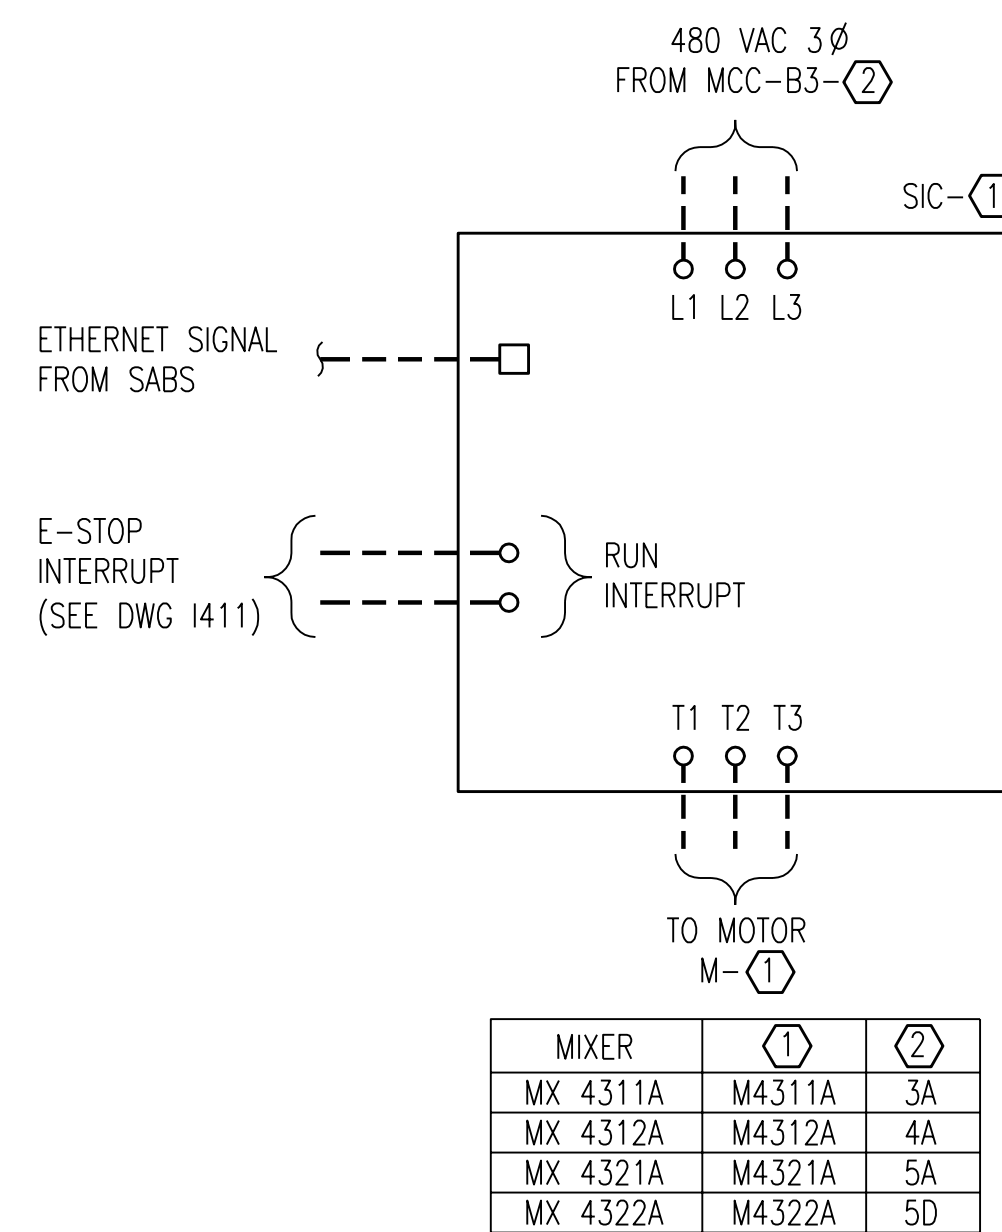 480 VAC 3Ø
FROM MCC-B3-2
SIC-1
L1 L2 L3
ETHERNET SIGNAL
FROM SABS
E-STOP
INTERRUPT
(SEE DWG I411)
RUN
INTERRUPT
T1 T2 T3
TO MOTOR
M-1
MIXER 1 2
MX 4311A M4311A 3A
MX 4312A M4312A 4A
MX 4321A M4321A 5A
MX 4322A M4322A 5D